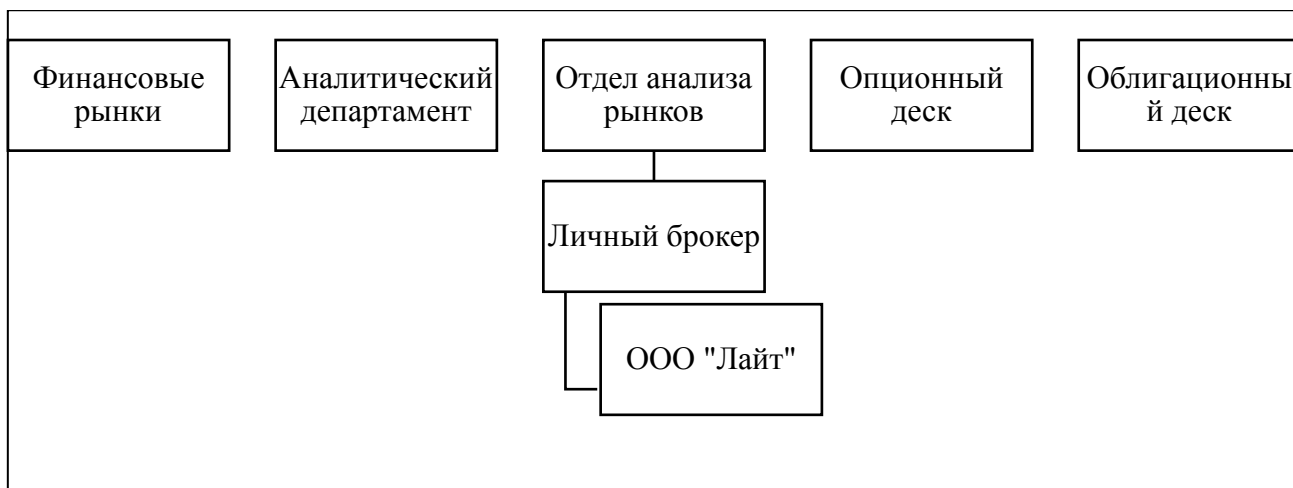 Финансовые
рынки
Аналитический
департамент
Отдел анализа
рынков
Опционный
деск
Облигационны
й деск
Личный брокер
ООО "Лайт"